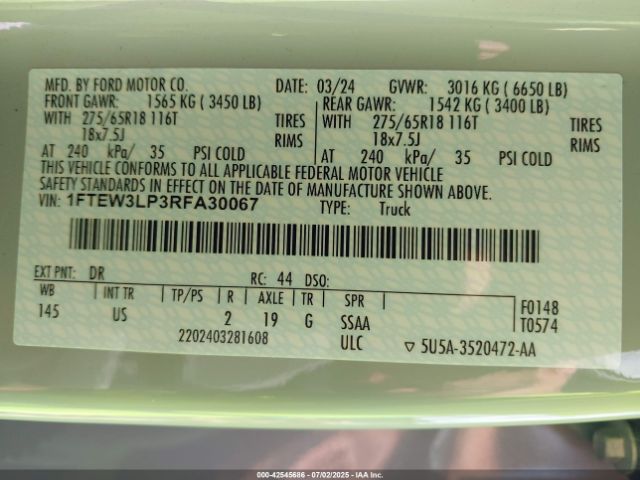 MFD. BY FORD MOTOR CO. DATE: 03/24 GVWR: 3016 KG ( 6650 LB)
FRONT GAWR: 1565 KG ( 3450 LB) REAR GAWR: 1542 KG ( 3400 LB)
WITH 275/65R18 116T TIRES WITH 275/65R18 116T TIRES
18x7.5J RIMS 18x7.5J RIMS
AT 240 kPa/ 35 PSI COLD AT 240 kPa/ 35 PSI COLD
THIS VEHICLE CONFORMS TO ALL APPLICABLE FEDERAL MOTOR VEHICLE
SAFETY STANDARDS IN EFFECT ON THE DATE OF MANUFACTURE SHOWN ABOVE.
VIN: 1FTEW3LP3RFA30067 TYPE: Truck
EXT PNT: DR RC: 44 DSO:
WB INT TR TP/PS R AXLE TR SPR
145 US 2 19 G SSAA
F0148
T0574
2202403281608 ULC ▽ 5U5A-3520472-AA
000-42545686 - 07/02/2025 - IAA Inc.